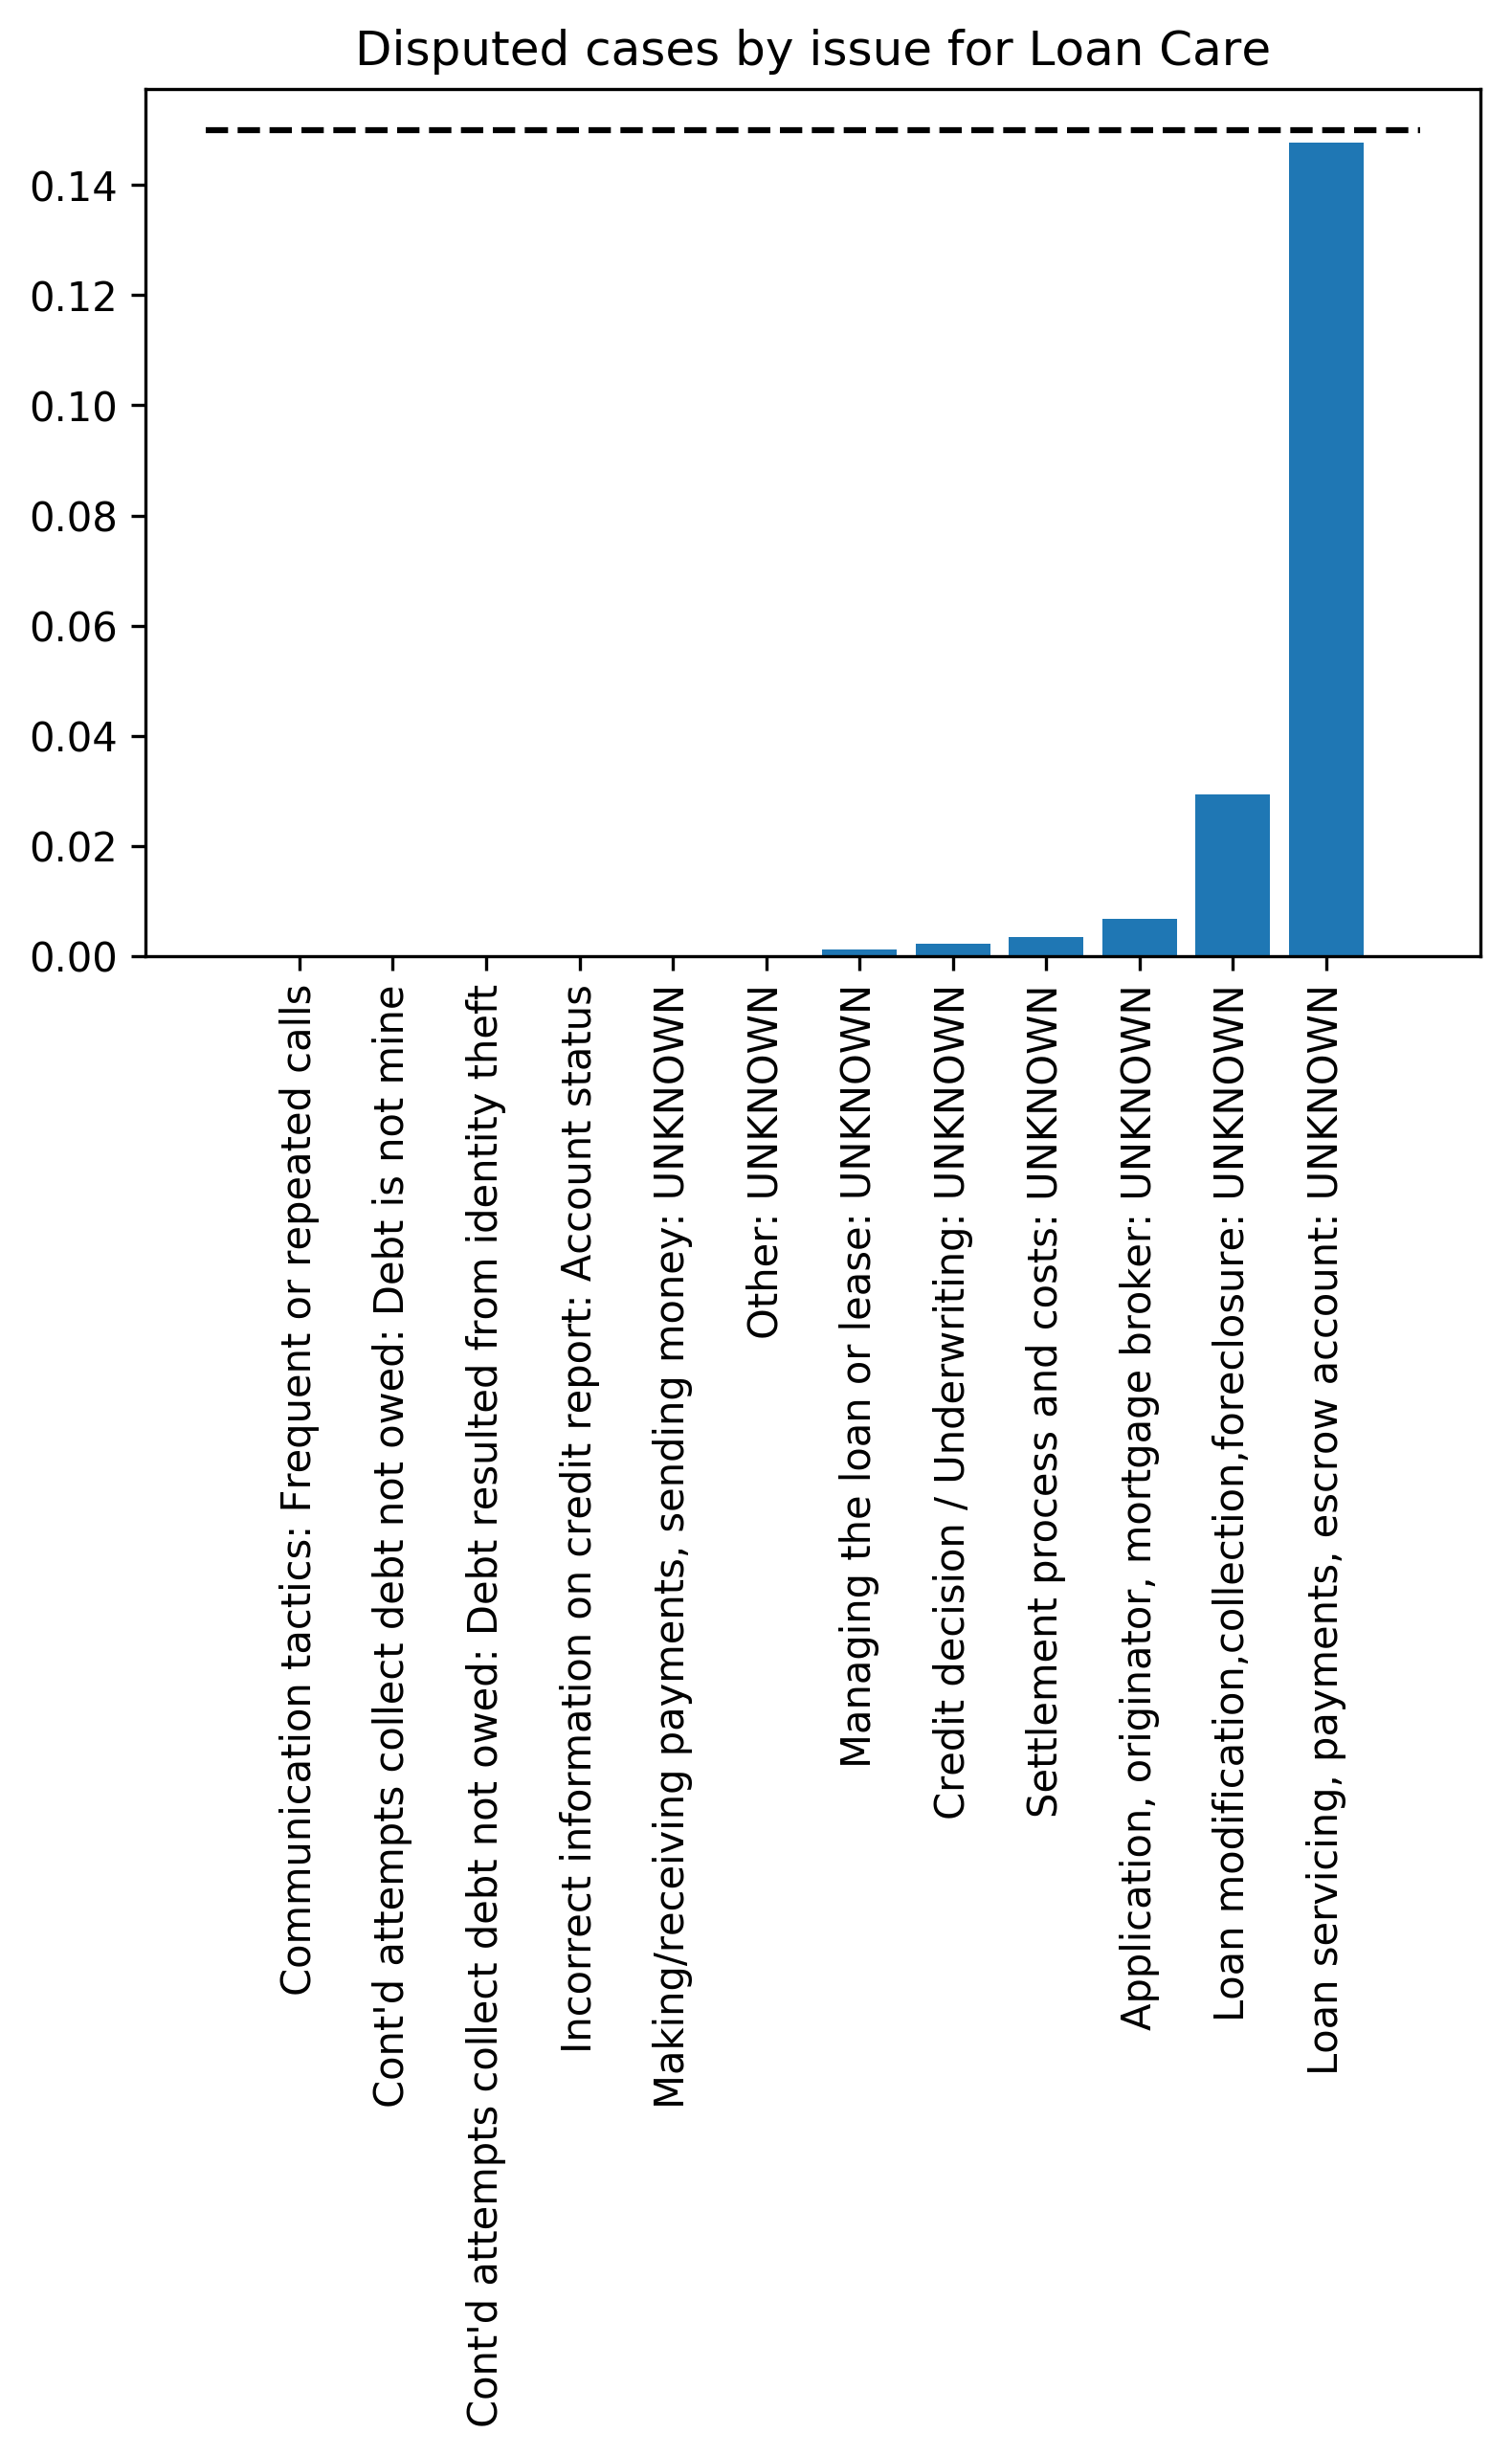 Disputed cases by issue for Loan Care
0.14
0.12
0.10
0.08
0.06
0.04
0.02
0.00
Communication tactics: Frequent or repeated calls
Cont'd attempts collect debt not owed: Debt is not mine
Cont'd attempts collect debt not owed: Debt resulted from identity theft
Incorrect information on credit report: Account status
Making/receiving payments, sending money: UNKNOWN
Other: UNKNOWN
Managing the loan or lease: UNKNOWN
Credit decision / Underwriting: UNKNOWN
Settlement process and costs: UNKNOWN
Application, originator, mortgage broker: UNKNOWN
Loan modification,collection,foreclosure: UNKNOWN
Loan servicing, payments, escrow account: UNKNOWN